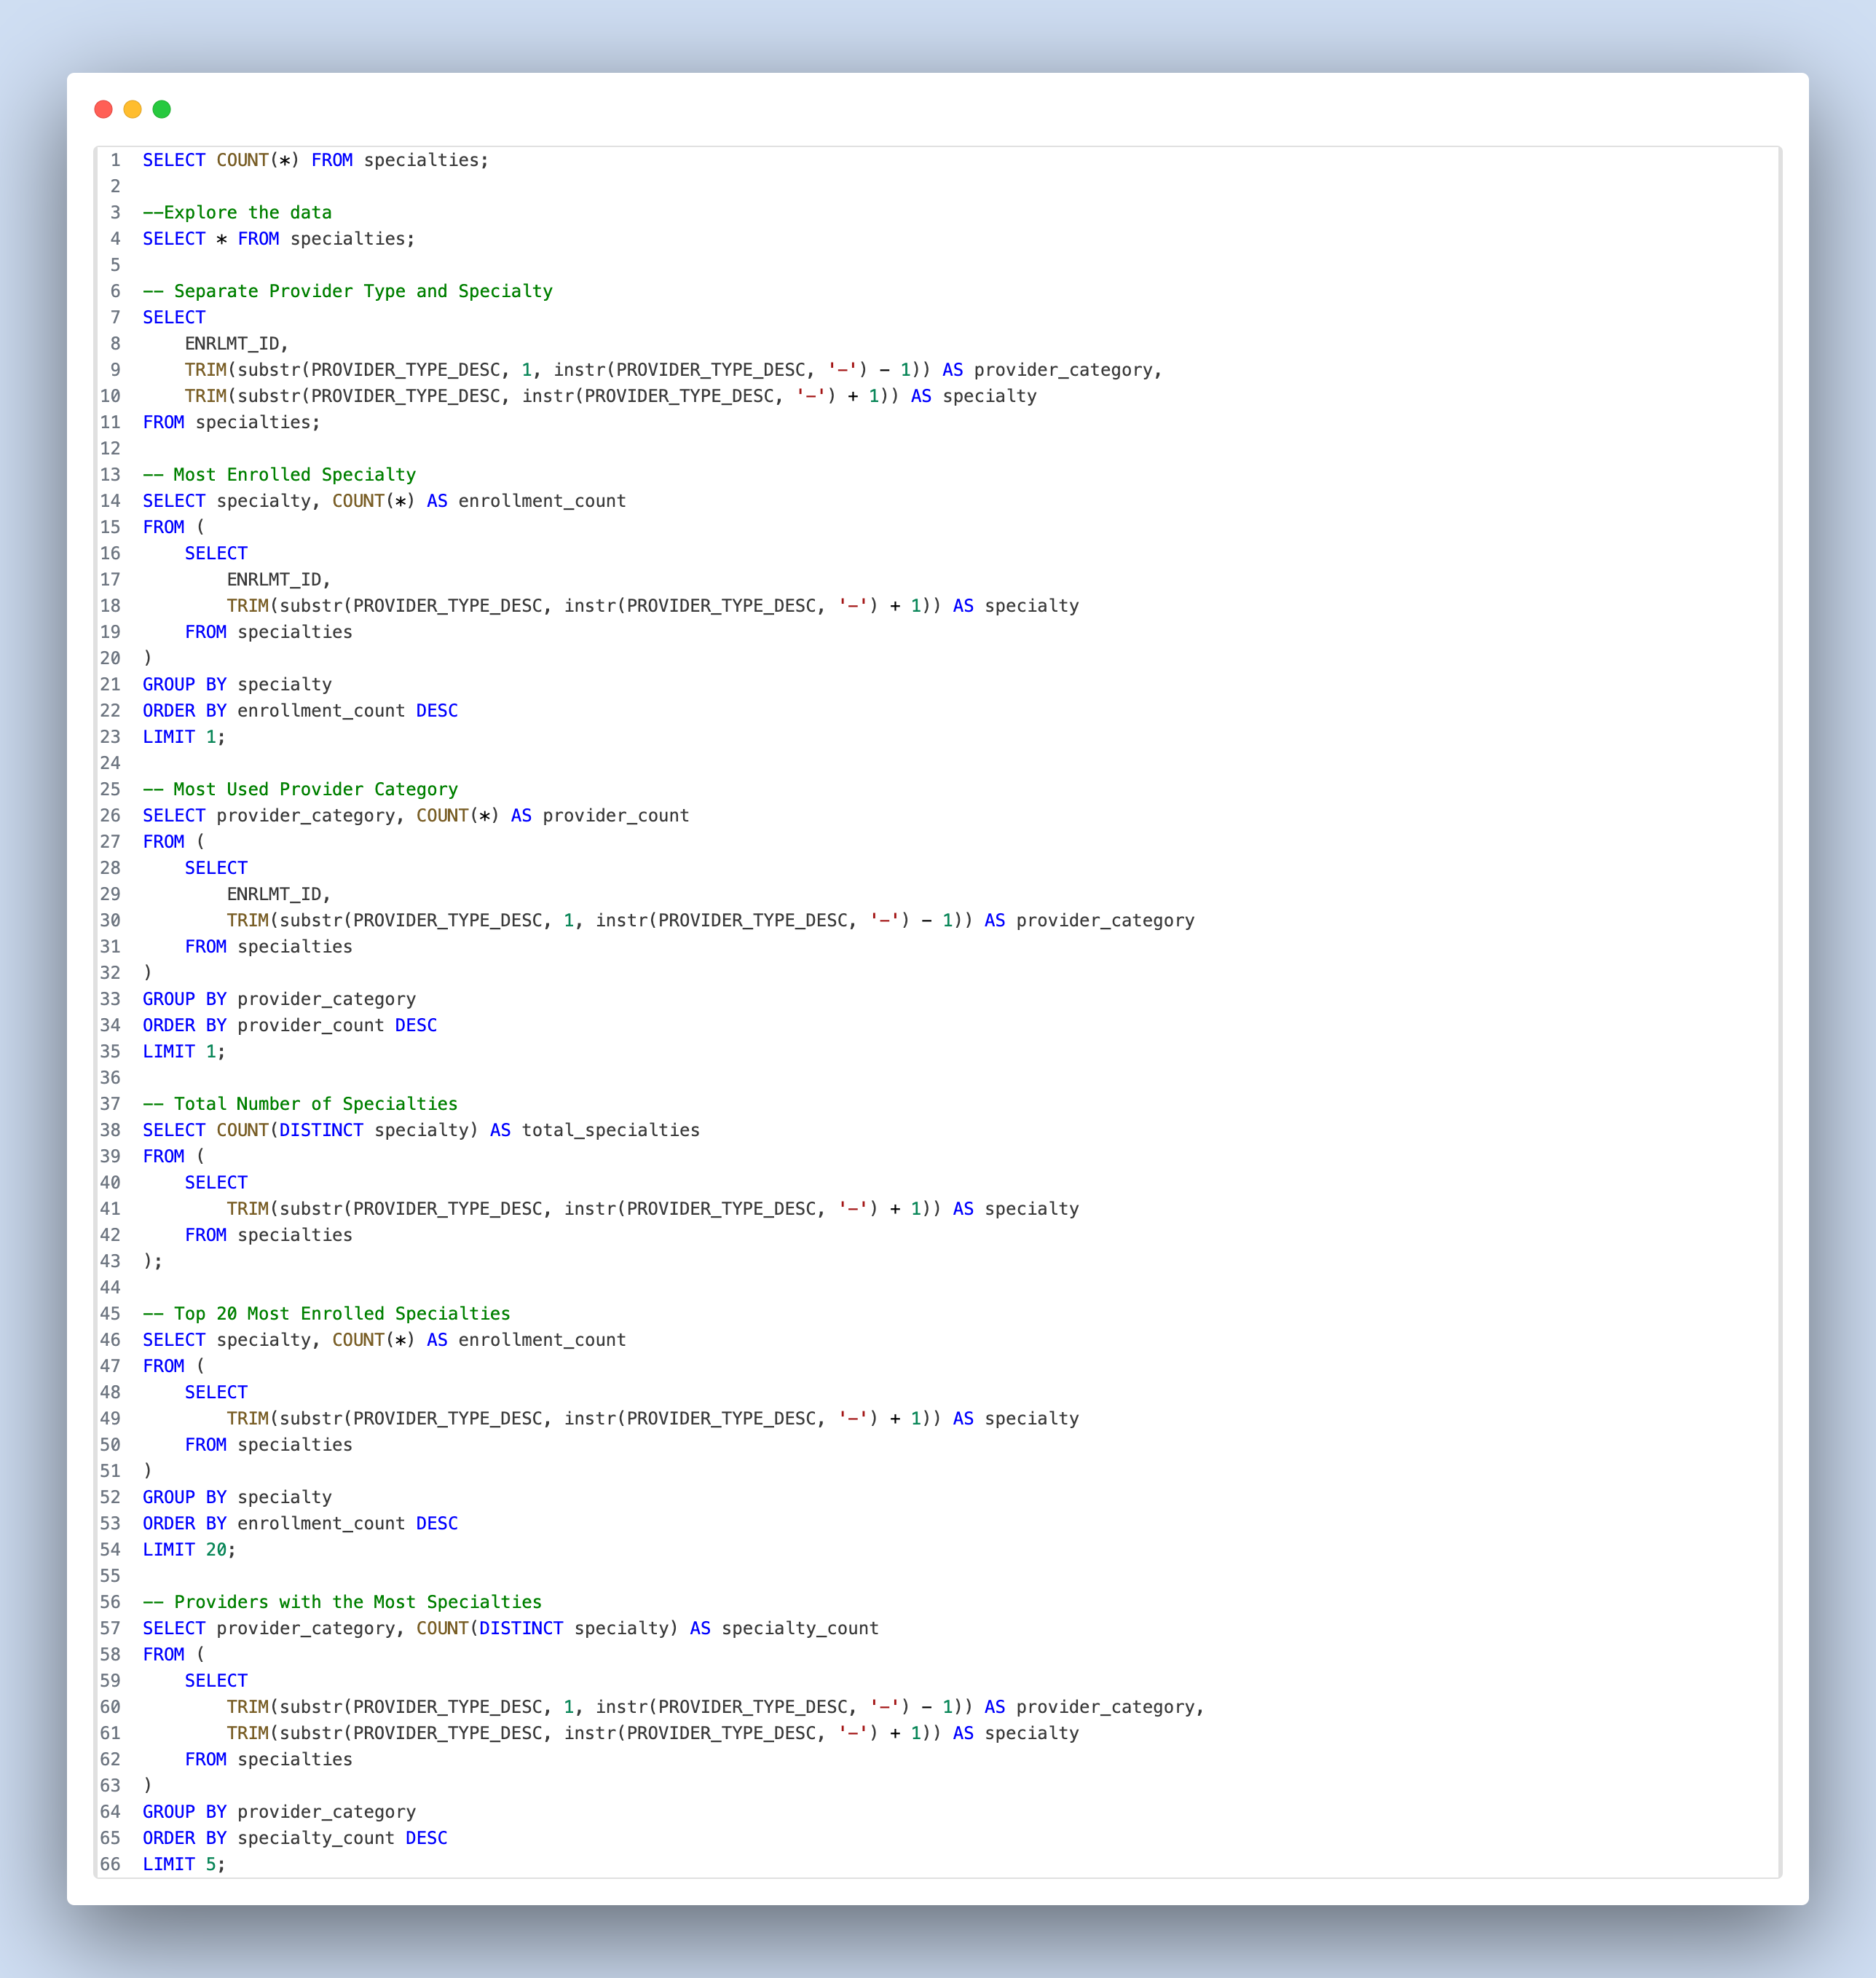 1 SELECT COUNT(*) FROM specialties;
2
3 --Explore the data
4 SELECT * FROM specialties;
5
6 -- Separate Provider Type and Specialty
7 SELECT
8     ENRLMT_ID,
9     TRIM(substr(PROVIDER_TYPE_DESC, 1, instr(PROVIDER_TYPE_DESC, '-') - 1)) AS provider_category,
10     TRIM(substr(PROVIDER_TYPE_DESC, instr(PROVIDER_TYPE_DESC, '-') + 1)) AS specialty
11 FROM specialties;
12
13 -- Most Enrolled Specialty
14 SELECT specialty, COUNT(*) AS enrollment_count
15 FROM (
16     SELECT
17         ENRLMT_ID,
18         TRIM(substr(PROVIDER_TYPE_DESC, instr(PROVIDER_TYPE_DESC, '-') + 1)) AS specialty
19     FROM specialties
20 )
21 GROUP BY specialty
22 ORDER BY enrollment_count DESC
23 LIMIT 1;
24
25 -- Most Used Provider Category
26 SELECT provider_category, COUNT(*) AS provider_count
27 FROM (
28     SELECT
29         ENRLMT_ID,
30         TRIM(substr(PROVIDER_TYPE_DESC, 1, instr(PROVIDER_TYPE_DESC, '-') - 1)) AS provider_category
31     FROM specialties
32 )
33 GROUP BY provider_category
34 ORDER BY provider_count DESC
35 LIMIT 1;
36
37 -- Total Number of Specialties
38 SELECT COUNT(DISTINCT specialty) AS total_specialties
39 FROM (
40     SELECT
41         TRIM(substr(PROVIDER_TYPE_DESC, instr(PROVIDER_TYPE_DESC, '-') + 1)) AS specialty
42     FROM specialties
43 );
44
45 -- Top 20 Most Enrolled Specialties
46 SELECT specialty, COUNT(*) AS enrollment_count
47 FROM (
48     SELECT
49         TRIM(substr(PROVIDER_TYPE_DESC, instr(PROVIDER_TYPE_DESC, '-') + 1)) AS specialty
50     FROM specialties
51 )
52 GROUP BY specialty
53 ORDER BY enrollment_count DESC
54 LIMIT 20;
55
56 -- Providers with the Most Specialties
57 SELECT provider_category, COUNT(DISTINCT specialty) AS specialty_count
58 FROM (
59     SELECT
60         TRIM(substr(PROVIDER_TYPE_DESC, 1, instr(PROVIDER_TYPE_DESC, '-') - 1)) AS provider_category,
61         TRIM(substr(PROVIDER_TYPE_DESC, instr(PROVIDER_TYPE_DESC, '-') + 1)) AS specialty
62     FROM specialties
63 )
64 GROUP BY provider_category
65 ORDER BY specialty_count DESC
66 LIMIT 5;